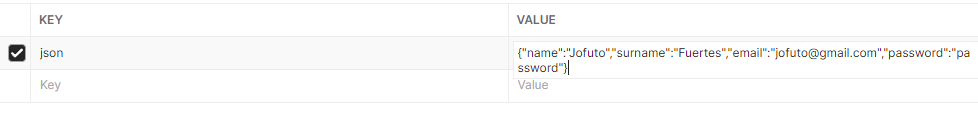 KEY VALUE
json {"name":"Jofuto","surname":"Fuertes","email":"jofuto@gmail.com","password":"pa
ssword"}
Key Value